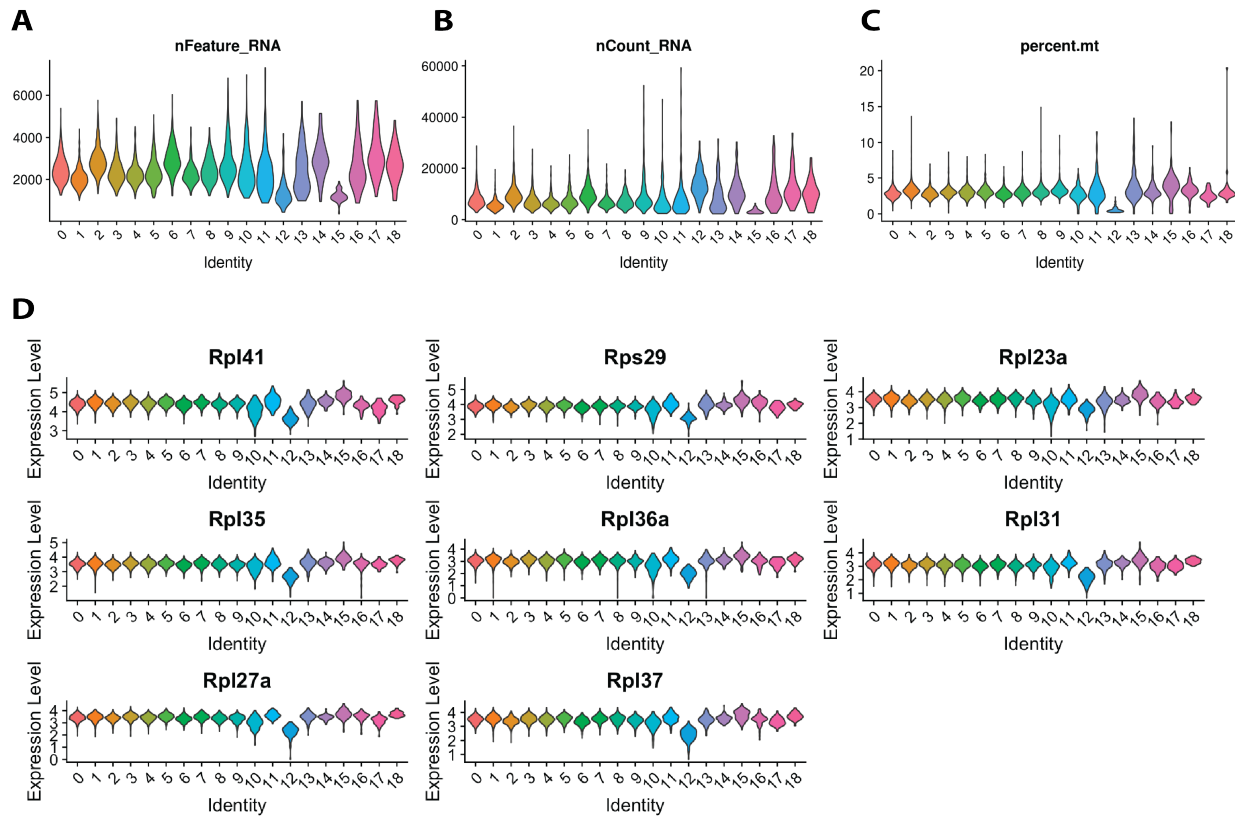 A
B
C
nFeature_RNA
nCount_RNA
percent.mt
6000
4000
2000
0 1 2 3 4 5 6 7 8 9 10 11 12 13 14 15 16 17 18
Identity
60000
40000
20000
0
0 1 2 3 4 5 6 7 8 9 10 11 12 13 14 15 16 17 18
Identity
20
15
10
5
0
0 1 2 3 4 5 6 7 8 9 10 11 12 13 14 15 16 17 18
Identity
D
Rpl41
Expression Level
5
4
3
0 1 2 3 4 5 6 7 8 9 10 11 12 13 14 15 16 17 18
Identity
Rps29
Expression Level
5
4
3
2
0 1 2 3 4 5 6 7 8 9 10 11 12 13 14 15 16 17 18
Identity
Rpl23a
Expression Level
4
3
2
1
0 1 2 3 4 5 6 7 8 9 10 11 12 13 14 15 16 17 18
Identity
Rpl35
Expression Level
5
4
3
2
0 1 2 3 4 5 6 7 8 9 10 11 12 13 14 15 16 17 18
Identity
Rpl36a
Expression Level
4
3
2
1
0
0 1 2 3 4 5 6 7 8 9 10 11 12 13 14 15 16 17 18
Identity
Rpl31
Expression Level
4
3
2
1
0 1 2 3 4 5 6 7 8 9 10 11 12 13 14 15 16 17 18
Identity
Rpl27a
Expression Level
4
3
2
1
0
0 1 2 3 4 5 6 7 8 9 10 11 12 13 14 15 16 17 18
Identity
Rpl37
Expression Level
4
3
2
1
0 1 2 3 4 5 6 7 8 9 10 11 12 13 14 15 16 17 18
Identity